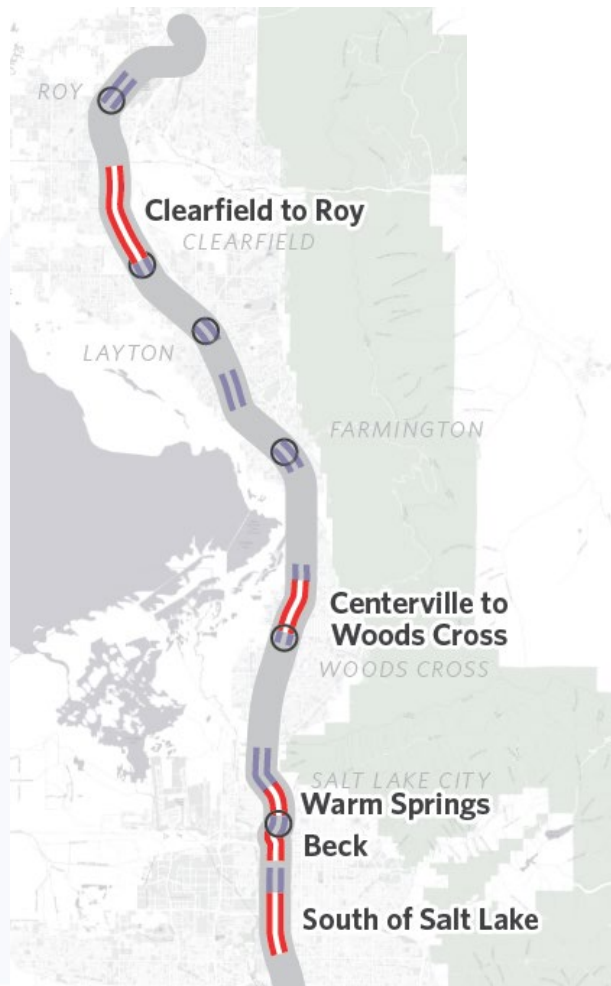 ROY
Clearfield to Roy
CLEARFIELD
LAYTON
FARMINGTON
Centerville to
Woods Cross
WOODS CROSS
SALT LAKE CITY
Warm Springs
Beck
South of Salt Lake